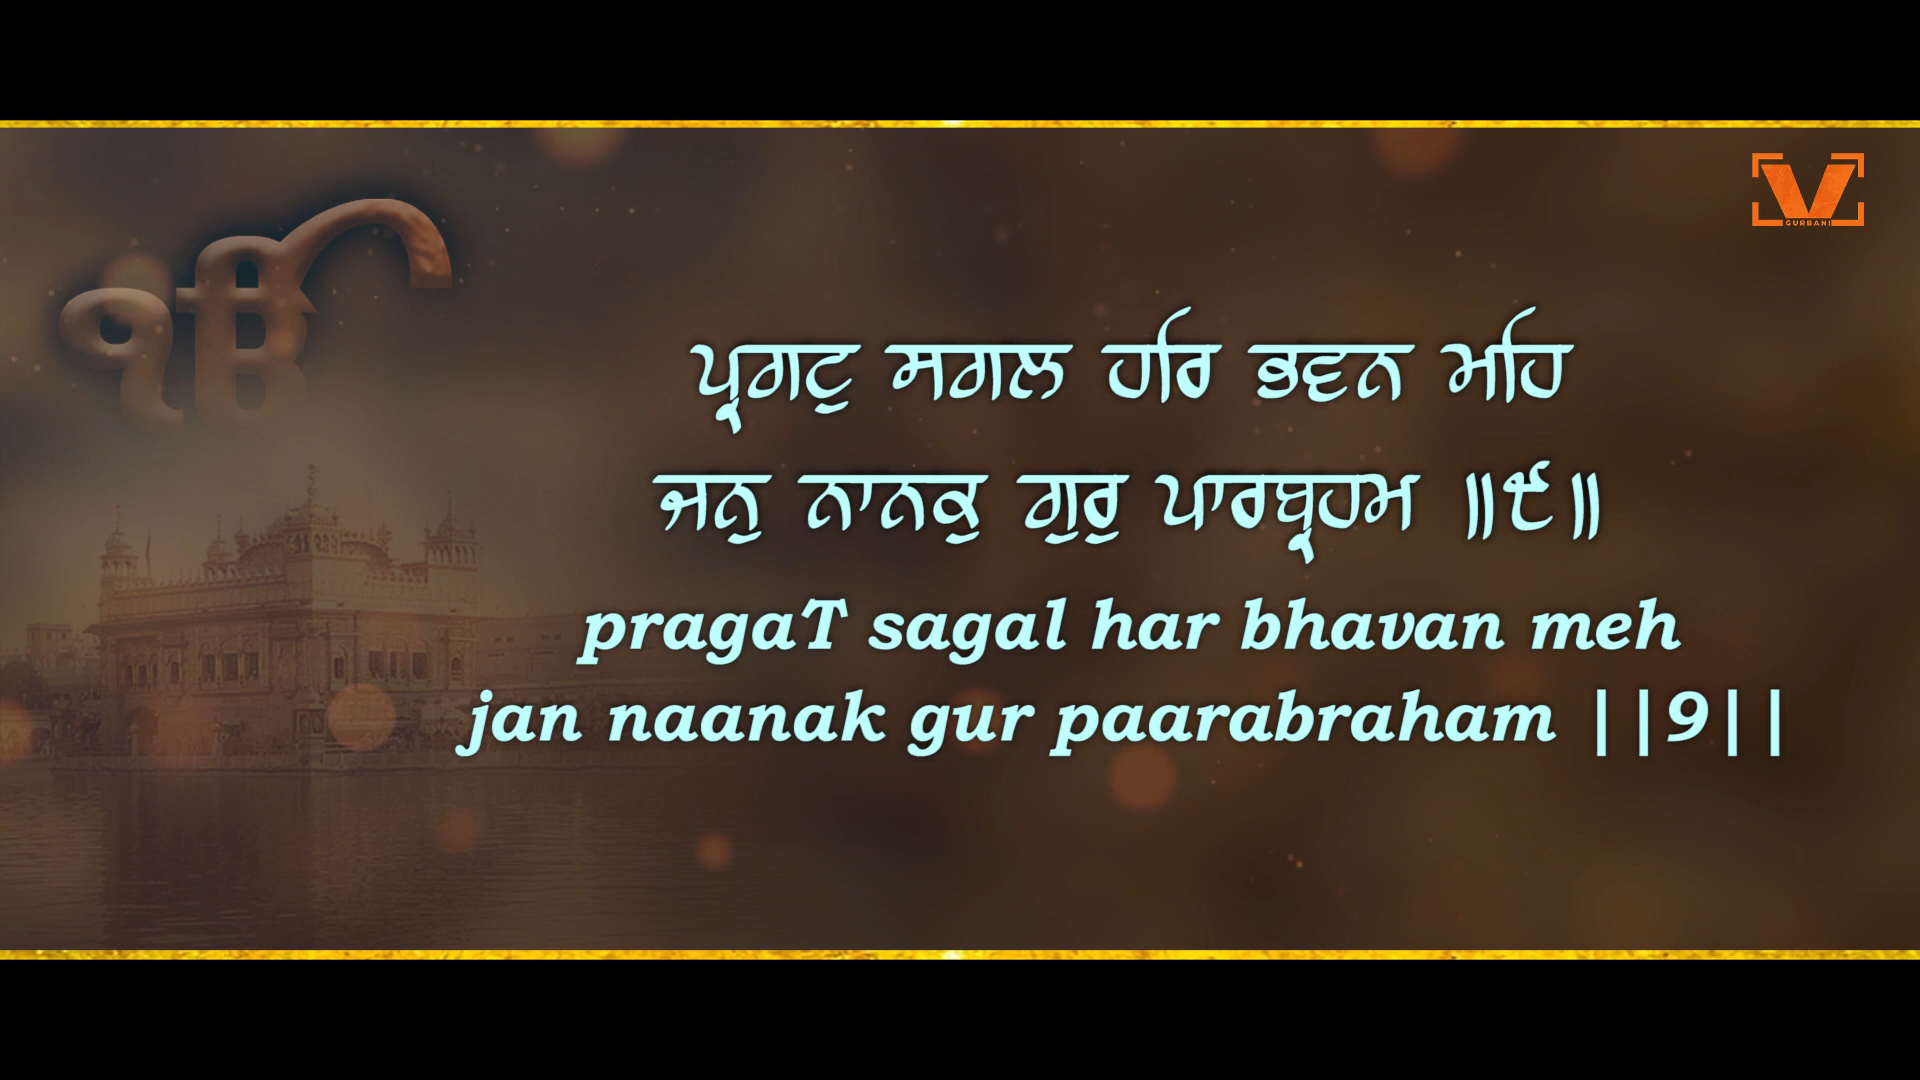 ੴ
GURBANI
ਪ੍ਰਗਟੁ ਸਗਲ ਹਰਿ ਭਵਨ ਮਹਿ
ਜਨੁ ਨਾਨਕੁ ਗੁਰੁ ਪਾਰਬ੍ਰਹਮ ॥੯॥
pragaT sagal har bhavan meh
jan naanak gur paarabraham ||9||